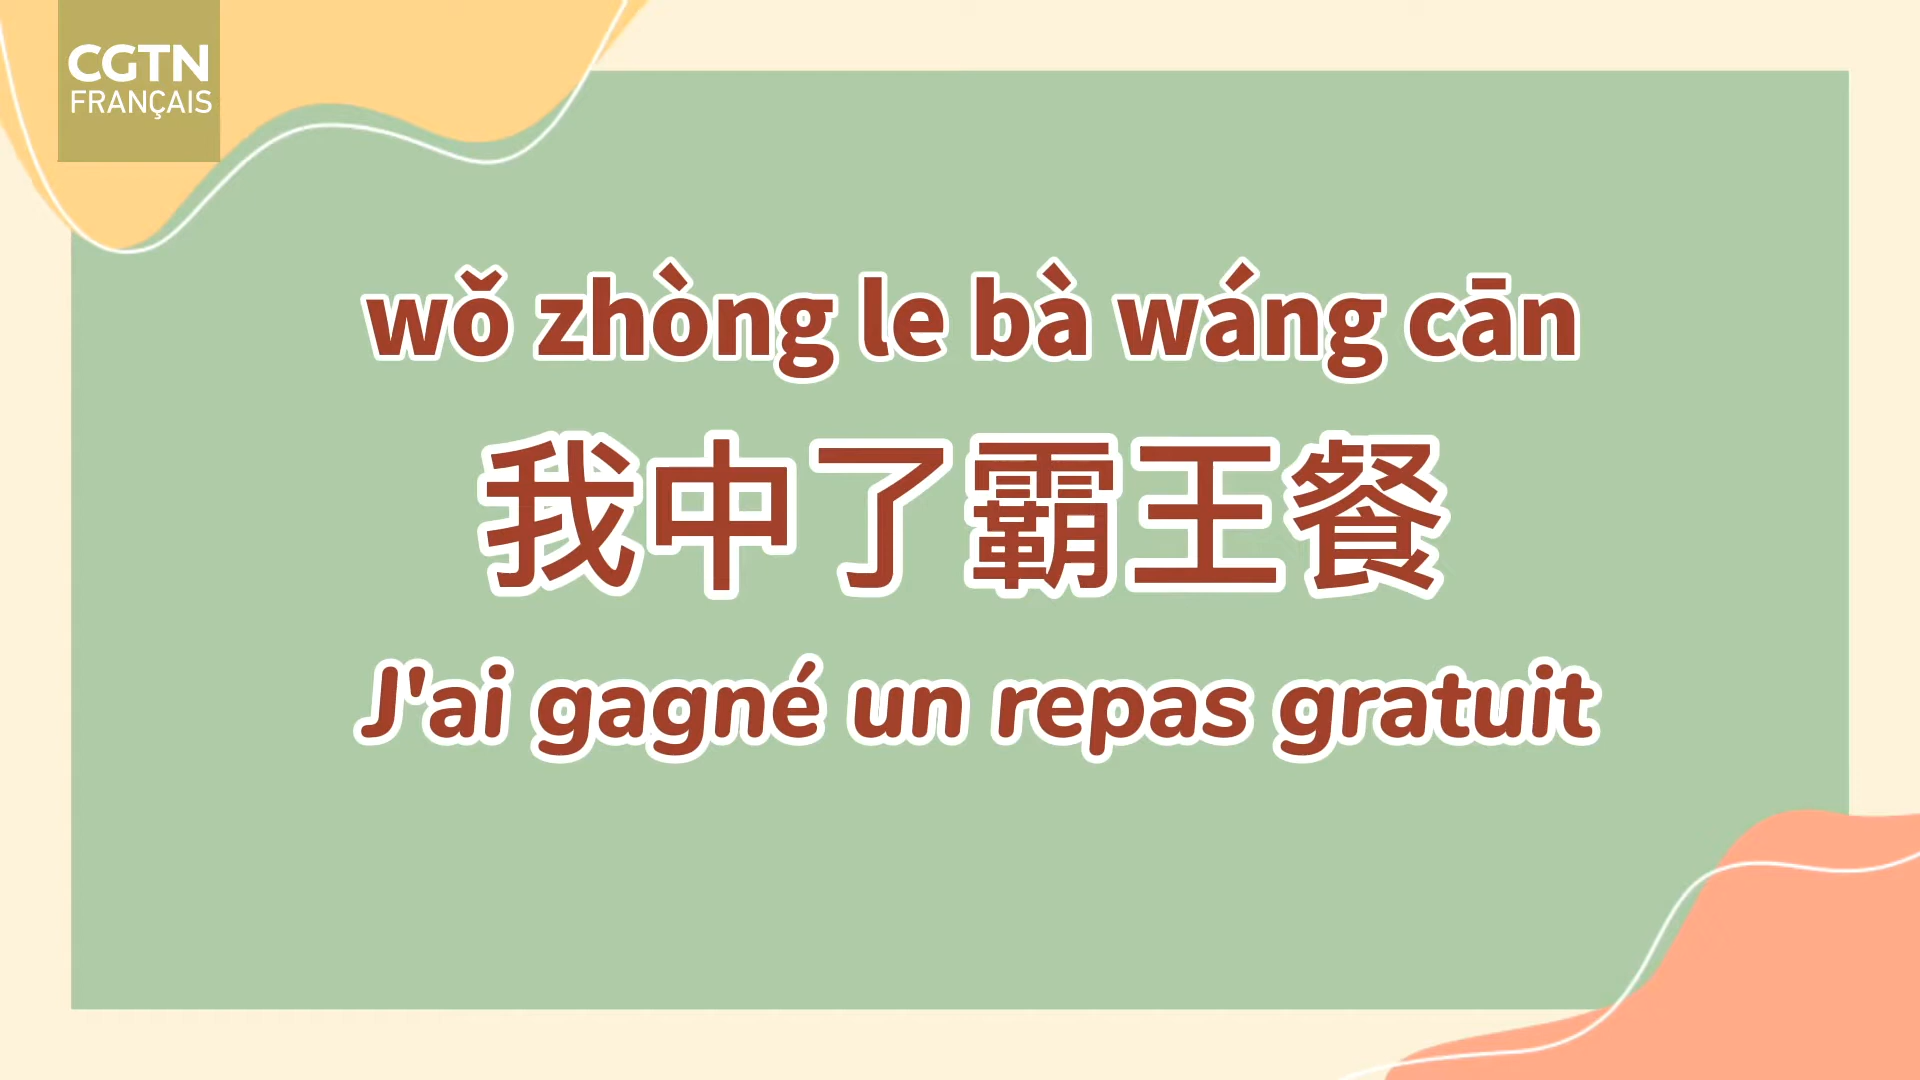 CGTN
FRANÇAIS
wǒ zhòng le bà wáng cān
我中了霸王餐
J'ai gagné un repas gratuit